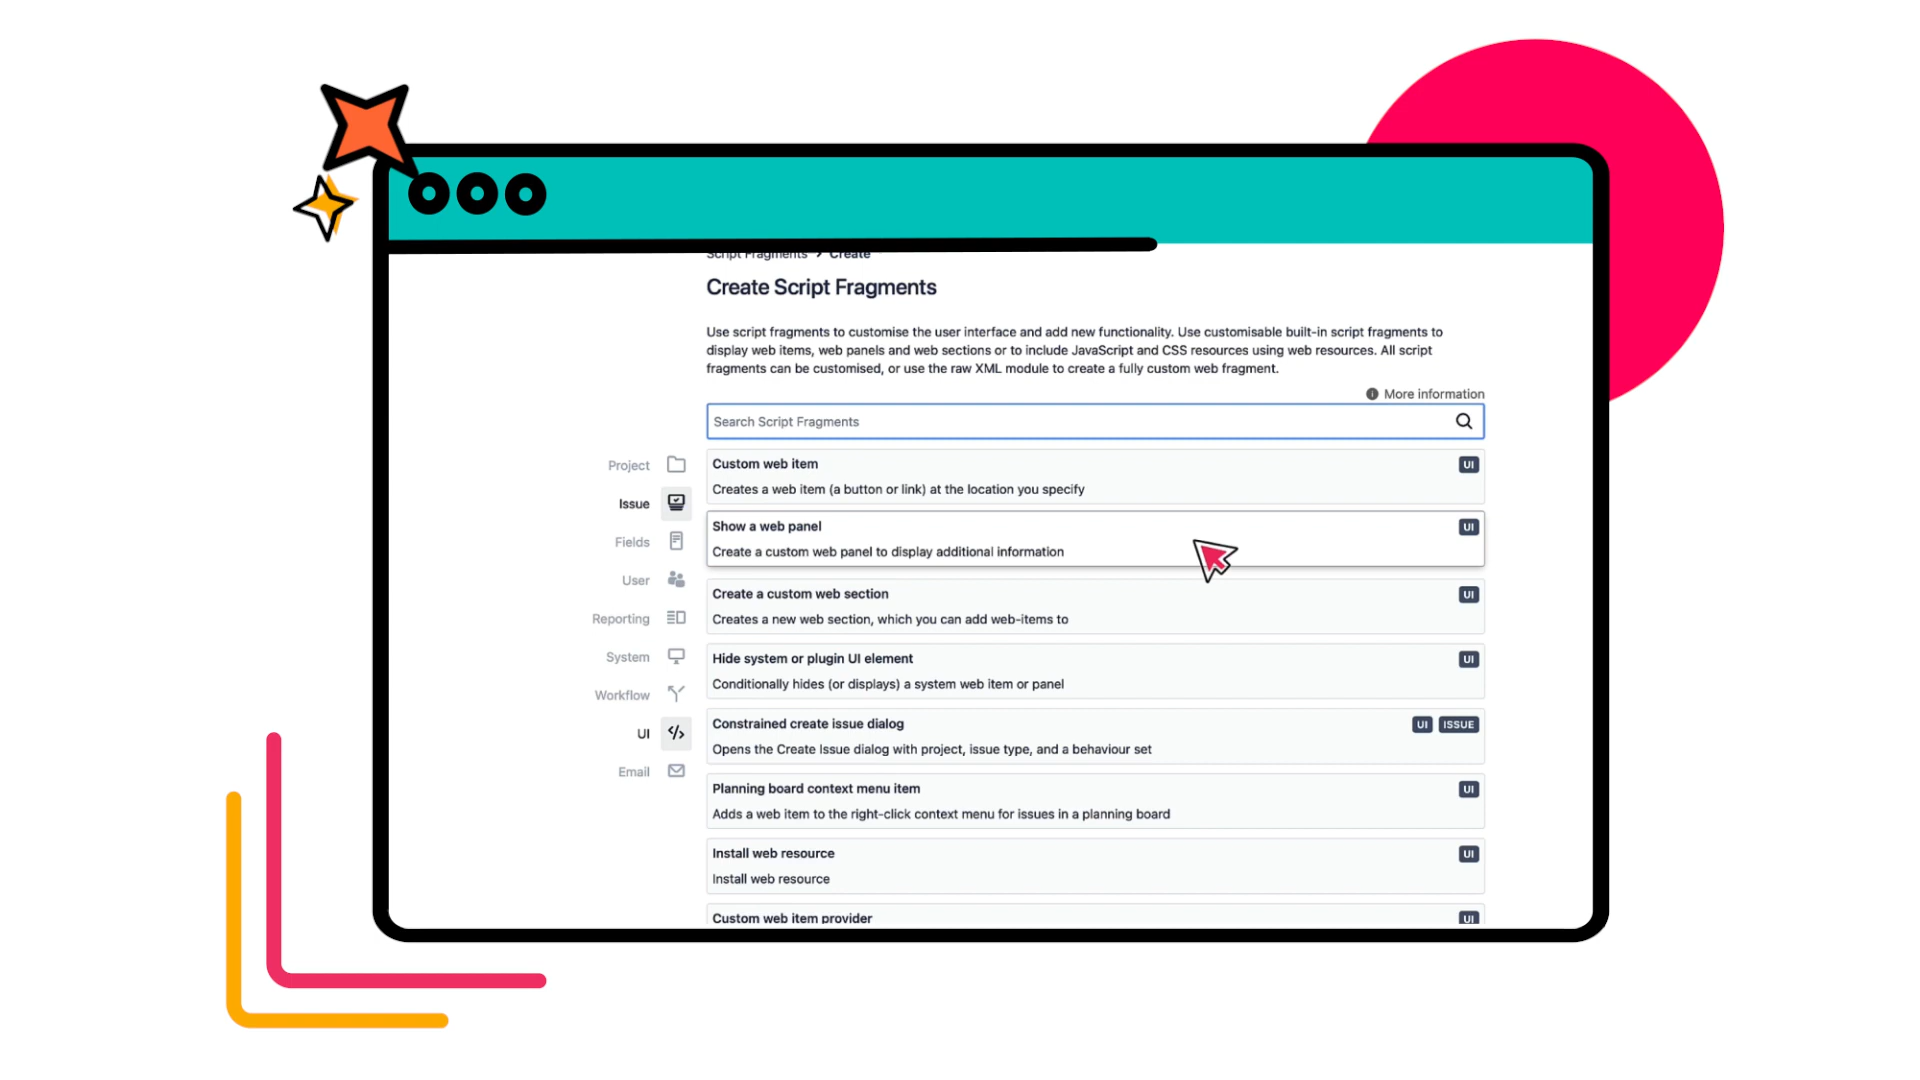 Script Fragments > Create
Create Script Fragments
Use script fragments to customise the user interface and add new functionality. Use customisable built-in script fragments to
display web items, web panels and web sections or to include JavaScript and CSS resources using web resources. All script
fragments can be customised, or use the raw XML module to create a fully custom web fragment.
More information
Search Script Fragments
Project
Issue
Fields
User
Reporting
System
Workflow
UI
Email
Custom web item UI
Creates a web item (a button or link) at the location you specify
Show a web panel UI
Create a custom web panel to display additional information
Create a custom web section UI
Creates a new web section, which you can add web-items to
Hide system or plugin UI element UI
Conditionally hides (or displays) a system web item or panel
Constrained create issue dialog UI ISSUE
Opens the Create Issue dialog with project, issue type, and a behaviour set
Planning board context menu item UI
Adds a web item to the right-click context menu for issues in a planning board
Install web resource UI
Install web resource
Custom web item provider UI